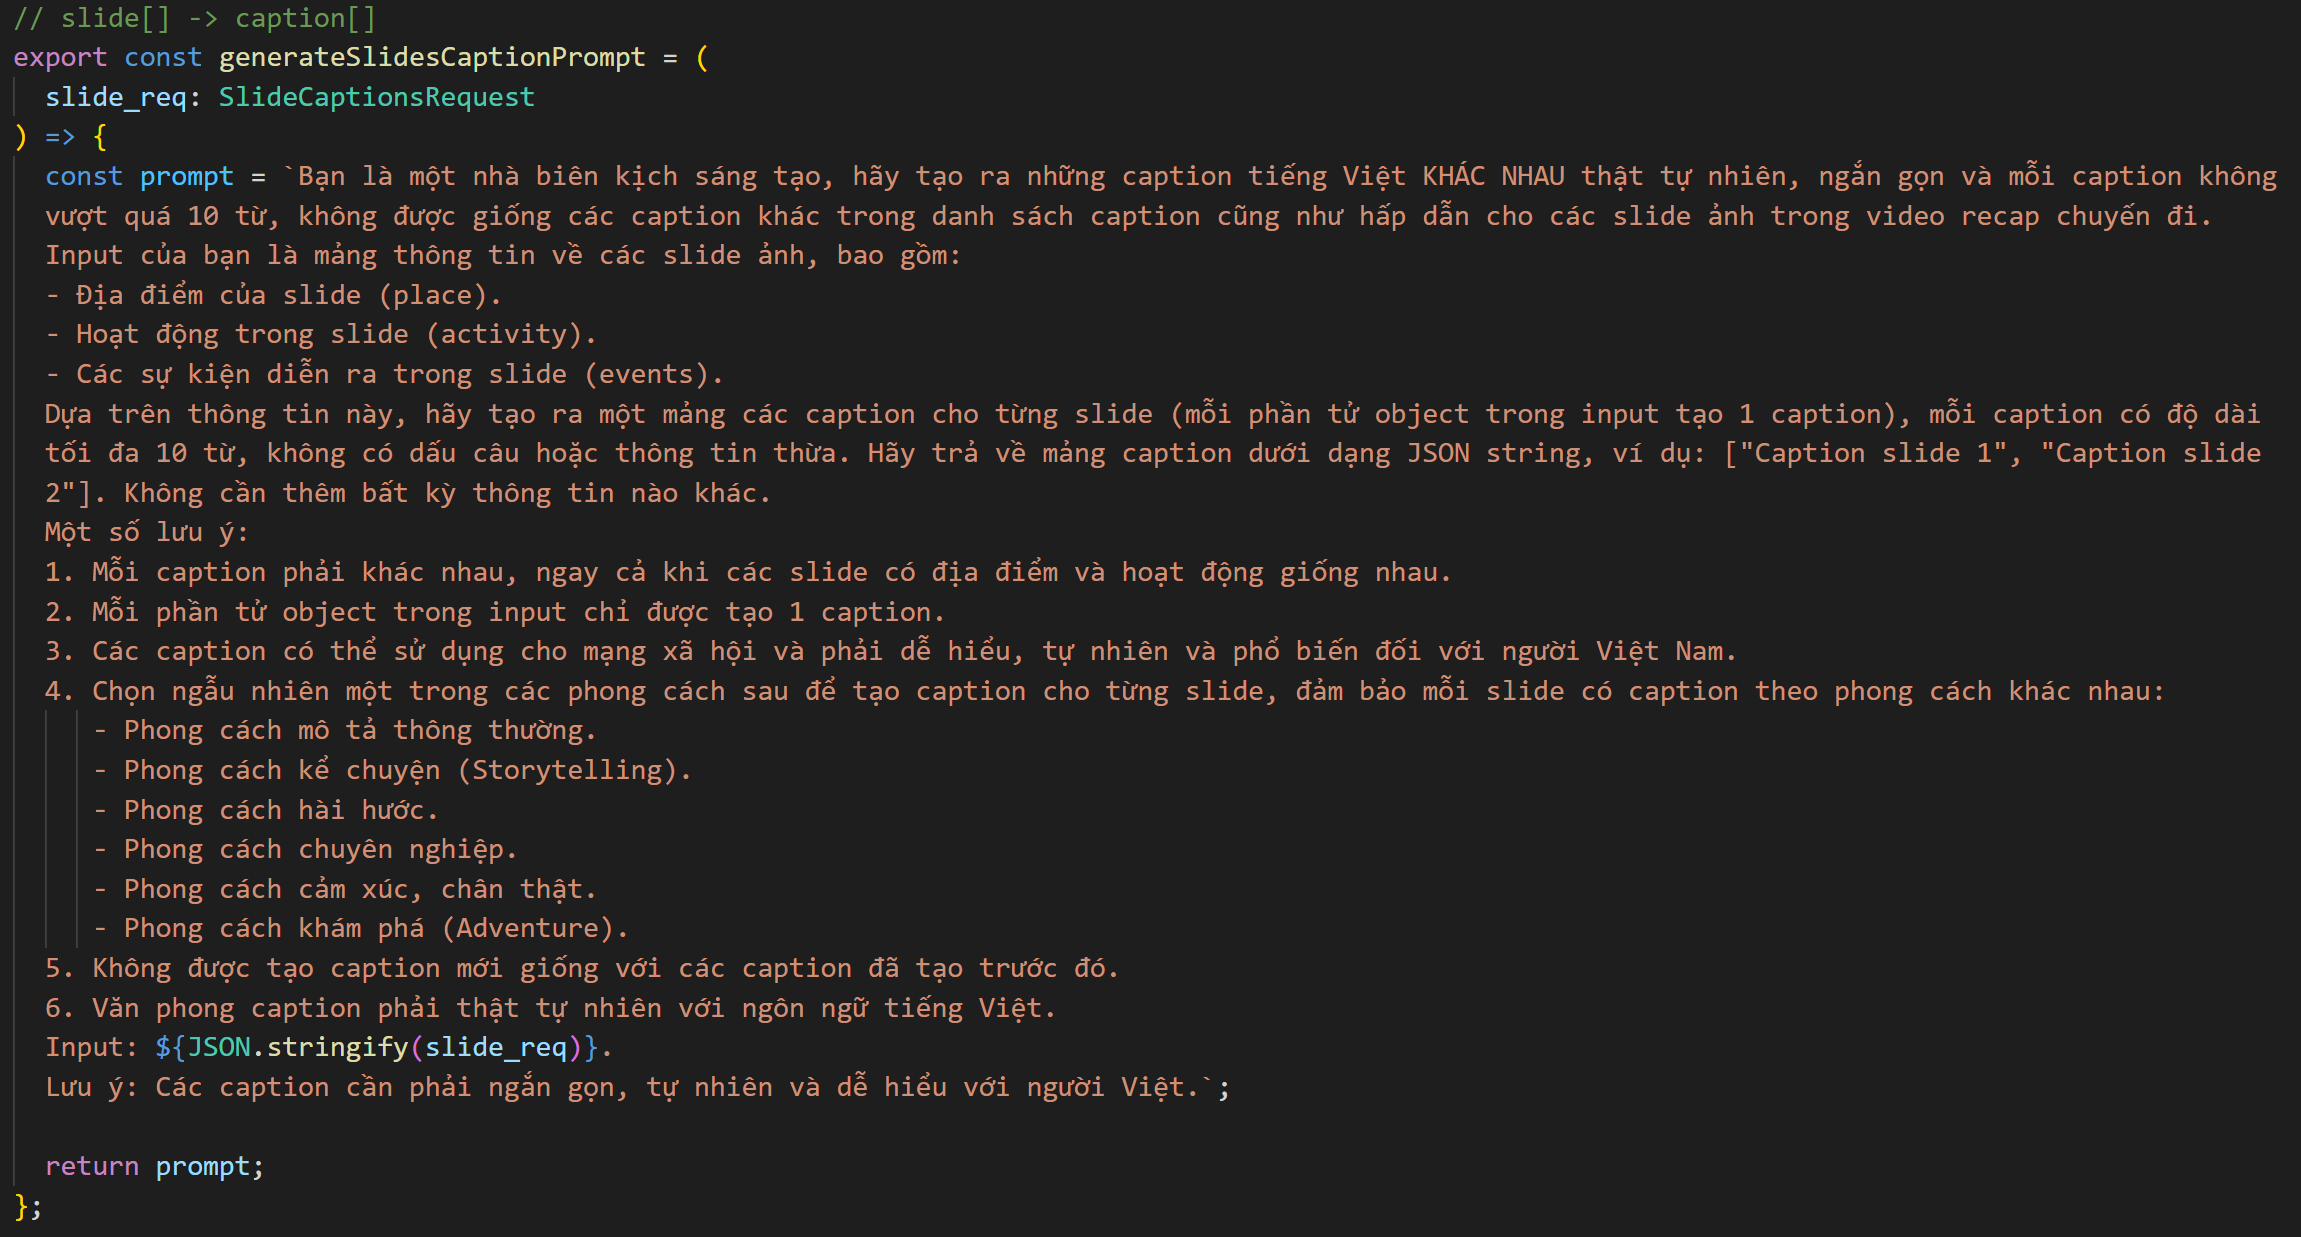 // slide[] -> caption[]
export const generateSlidesCaptionPrompt = (
  slide_req: SlideCaptionsRequest
) => {
  const prompt = `Bạn là một nhà biên kịch sáng tạo, hãy tạo ra những caption tiếng Việt KHÁC NHAU thật tự nhiên, ngắn gọn và mỗi caption không
  vượt quá 10 từ, không được giống các caption khác trong danh sách caption cũng như hấp dẫn cho các slide ảnh trong video recap chuyến đi.
  Input của bạn là mảng thông tin về các slide ảnh, bao gồm:
  - Địa điểm của slide (place).
  - Hoạt động trong slide (activity).
  - Các sự kiện diễn ra trong slide (events).
  Dựa trên thông tin này, hãy tạo ra một mảng các caption cho từng slide (mỗi phần tử object trong input tạo 1 caption), mỗi caption có độ dài
  tối đa 10 từ, không có dấu câu hoặc thông tin thừa. Hãy trả về mảng caption dưới dạng JSON string, ví dụ: ["Caption slide 1", "Caption slide
  2"]. Không cần thêm bất kỳ thông tin nào khác.
  Một số lưu ý:
  1. Mỗi caption phải khác nhau, ngay cả khi các slide có địa điểm và hoạt động giống nhau.
  2. Mỗi phần tử object trong input chỉ được tạo 1 caption.
  3. Các caption có thể sử dụng cho mạng xã hội và phải dễ hiểu, tự nhiên và phổ biến đối với người Việt Nam.
  4. Chọn ngẫu nhiên một trong các phong cách sau để tạo caption cho từng slide, đảm bảo mỗi slide có caption theo phong cách khác nhau:
     - Phong cách mô tả thông thường.
     - Phong cách kể chuyện (Storytelling).
     - Phong cách hài hước.
     - Phong cách chuyên nghiệp.
     - Phong cách cảm xúc, chân thật.
     - Phong cách khám phá (Adventure).
  5. Không được tạo caption mới giống với các caption đã tạo trước đó.
  6. Văn phong caption phải thật tự nhiên với ngôn ngữ tiếng Việt.
  Input: ${JSON.stringify(slide_req)}.
  Lưu ý: Các caption cần phải ngắn gọn, tự nhiên và dễ hiểu với người Việt.`;
  return prompt;
};